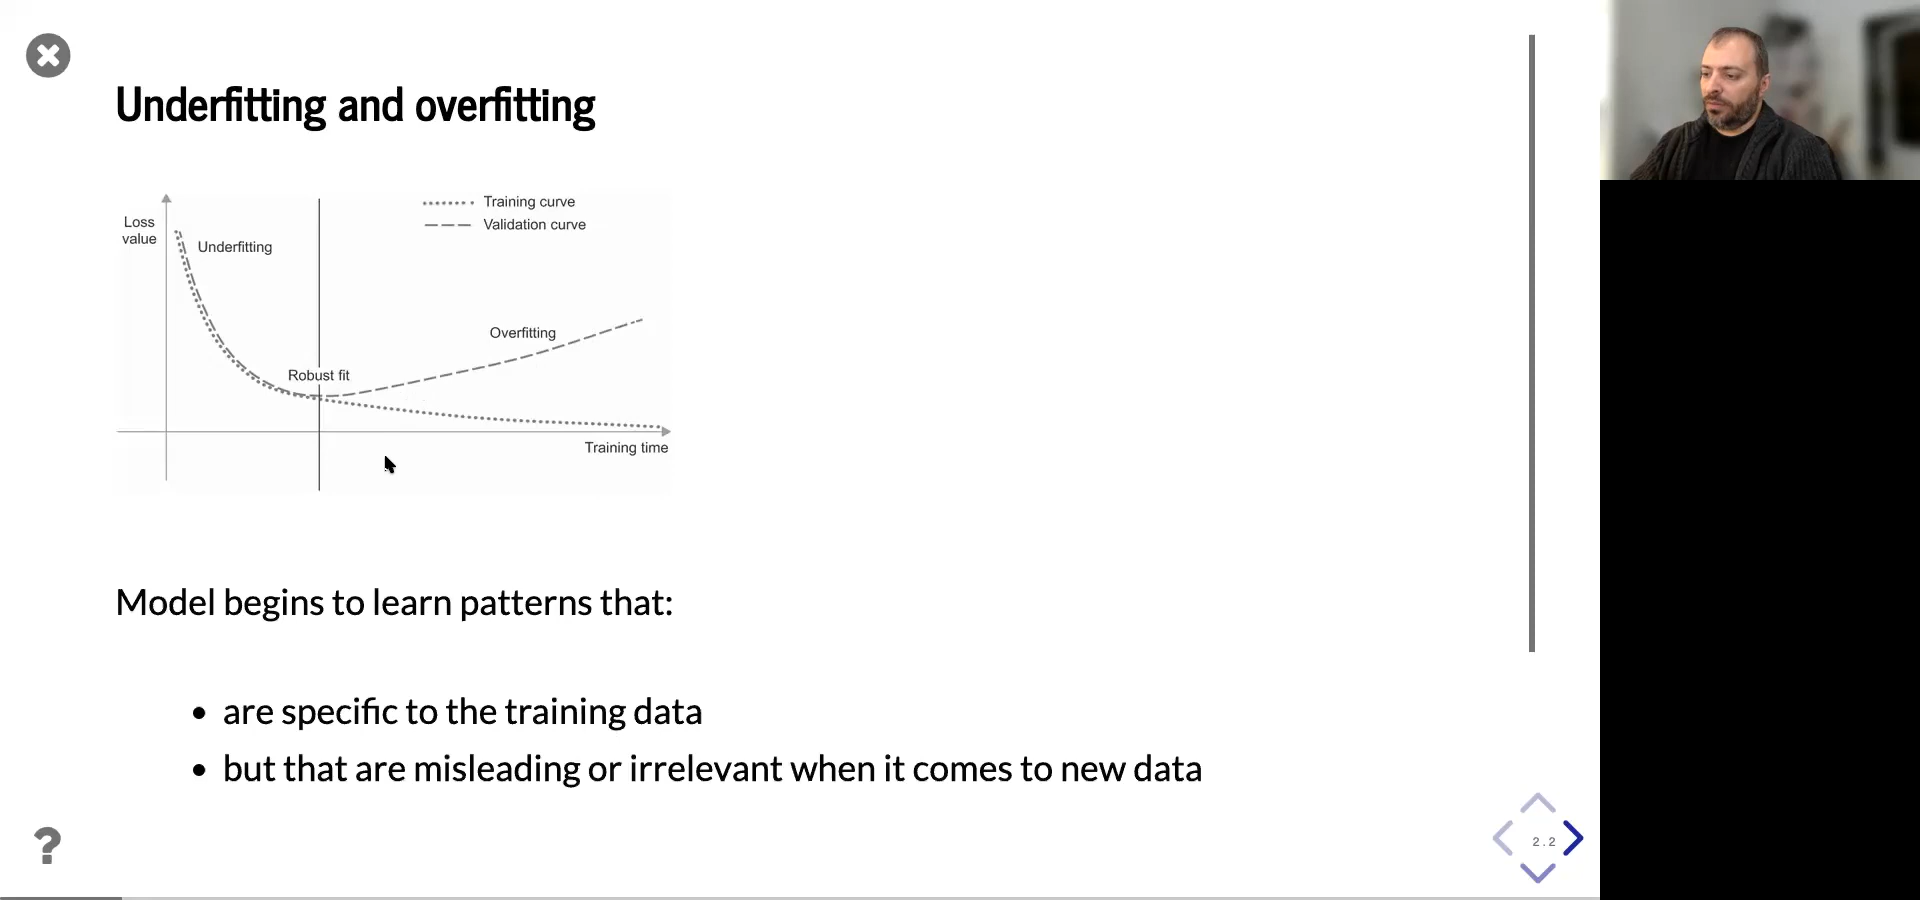 Underfitting and overfitting
Loss
value
Underfitting
Training curve
Validation curve
Overfitting
Robust fit
Training time
Model begins to learn patterns that:
• are specific to the training data
• but that are misleading or irrelevant when it comes to new data
?
2.2